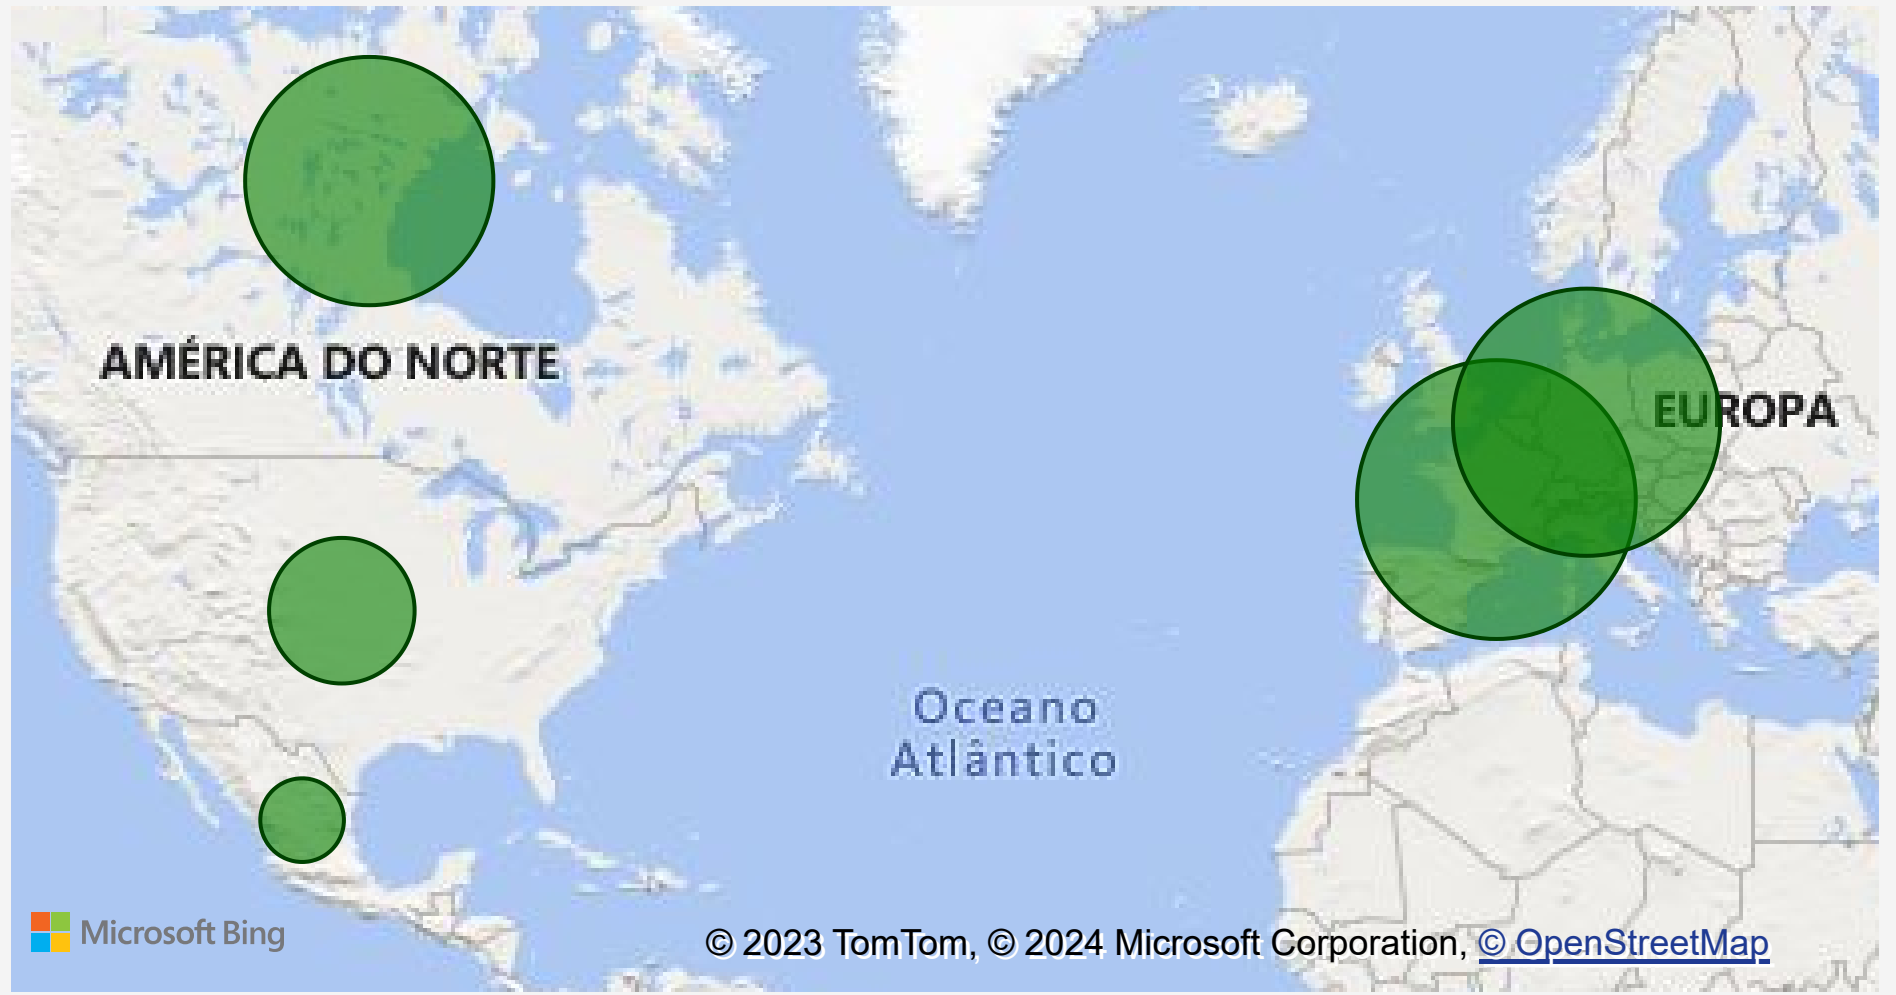 AMÉRICA DO NORTE
EUROPA
Oceano
Atlântico
Microsoft Bing
© 2023 TomTom, © 2024 Microsoft Corporation, © OpenStreetMap